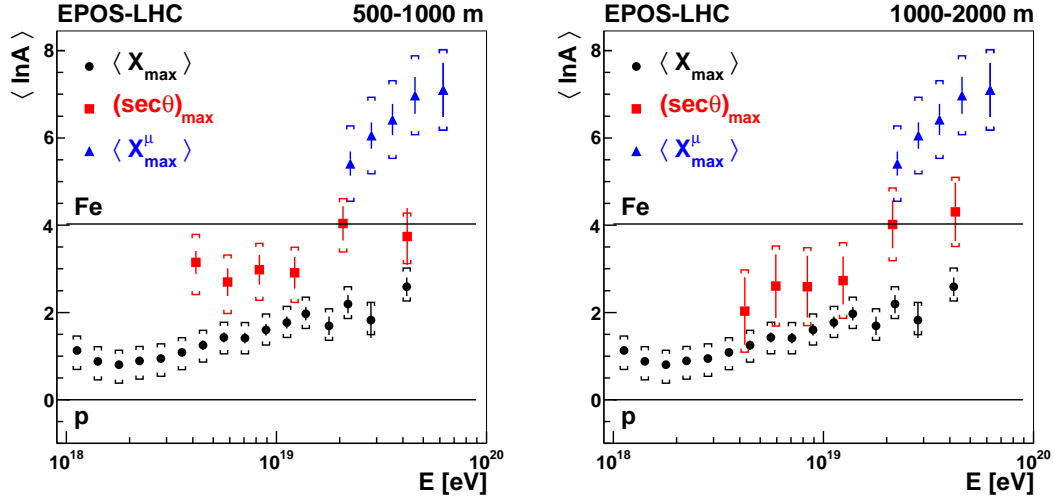 EPOS-LHC 500-1000 m
⟨ lnA ⟩
8
⟨ X_max ⟩
(secθ)_max
⟨ X^μ_max ⟩
6
Fe
4
2
0
p
10^18 10^19 10^20
E [eV]
EPOS-LHC 1000-2000 m
⟨ lnA ⟩
8
⟨ X_max ⟩
(secθ)_max
⟨ X^μ_max ⟩
6
Fe
4
2
0
p
10^18 10^19 10^20
E [eV]